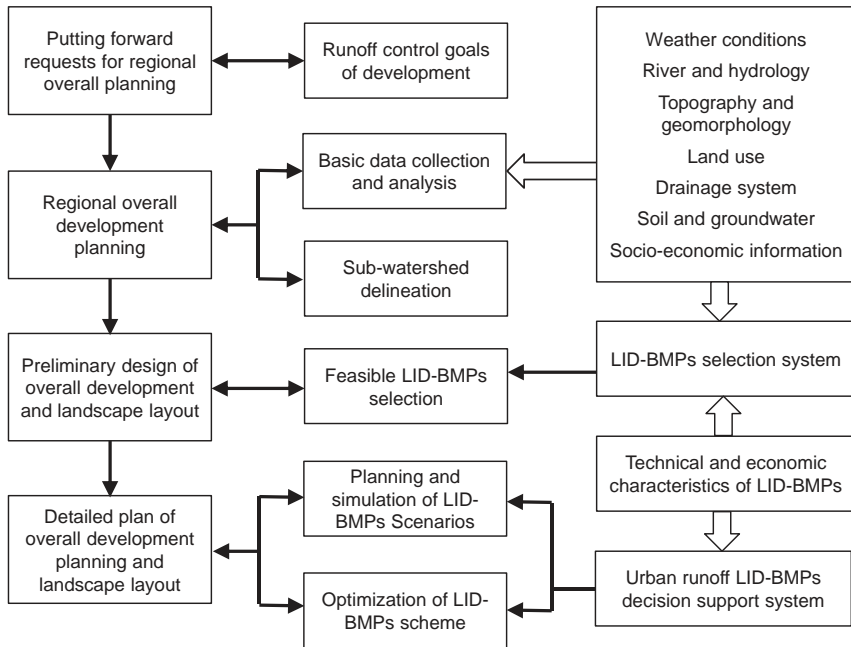 Putting forward
requests for regional
overall planning
Runoff control goals
of development
Weather conditions
River and hydrology
Topography and
geomorphology
Land use
Drainage system
Soil and groundwater
Socio-economic information
Basic data collection
and analysis
Regional overall
development
planning
Sub-watershed
delineation
Preliminary design of
overall development
and landscape layout
Feasible LID-BMPs
selection
LID-BMPs selection system
Technical and economic
characteristics of LID-BMPs
Planning and
simulation of LID-
BMPs Scenarios
Detailed plan of
overall development
planning and
landscape layout
Optimization of LID-
BMPs scheme
Urban runoff LID-BMPs
decision support system